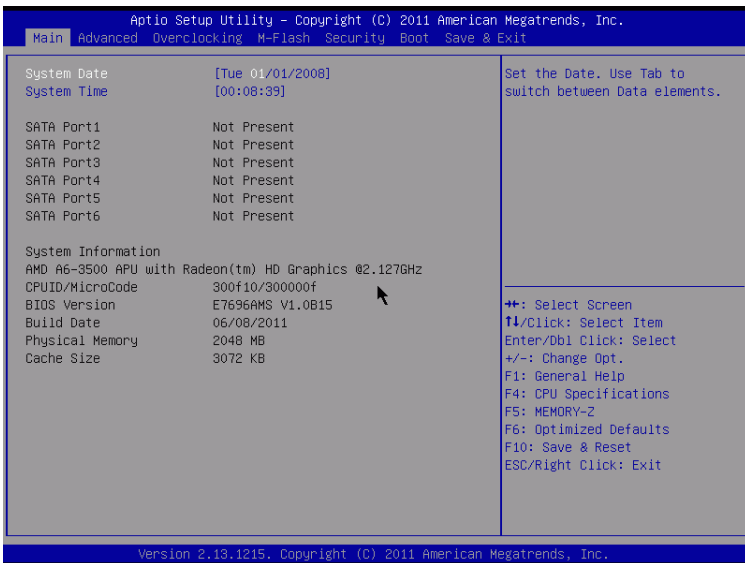 Aptio Setup Utility – Copyright (C) 2011 American Megatrends, Inc.
Main Advanced Overclocking M-Flash Security Boot Save & Exit
System Date [Tue 01/01/2008]
System Time [00:08:39]
SATA Port1 Not Present
SATA Port2 Not Present
SATA Port3 Not Present
SATA Port4 Not Present
SATA Port5 Not Present
SATA Port6 Not Present
System Information
AMD A6-3500 APU with Radeon(tm) HD Graphics @2.127GHz
CPUID/MicroCode 300f10/300000f
BIOS Version E7696AMS V1.0B15
Build Date 06/08/2011
Physical Memory 2048 MB
Cache Size 3072 KB
Set the Date. Use Tab to
switch between Data elements.
→←: Select Screen
↑↓/Click: Select Item
Enter/Dbl Click: Select
+/-: Change Opt.
F1: General Help
F4: CPU Specifications
F5: MEMORY-Z
F6: Optimized Defaults
F10: Save & Reset
ESC/Right Click: Exit
Version 2.13.1215. Copyright (C) 2011 American Megatrends, Inc.